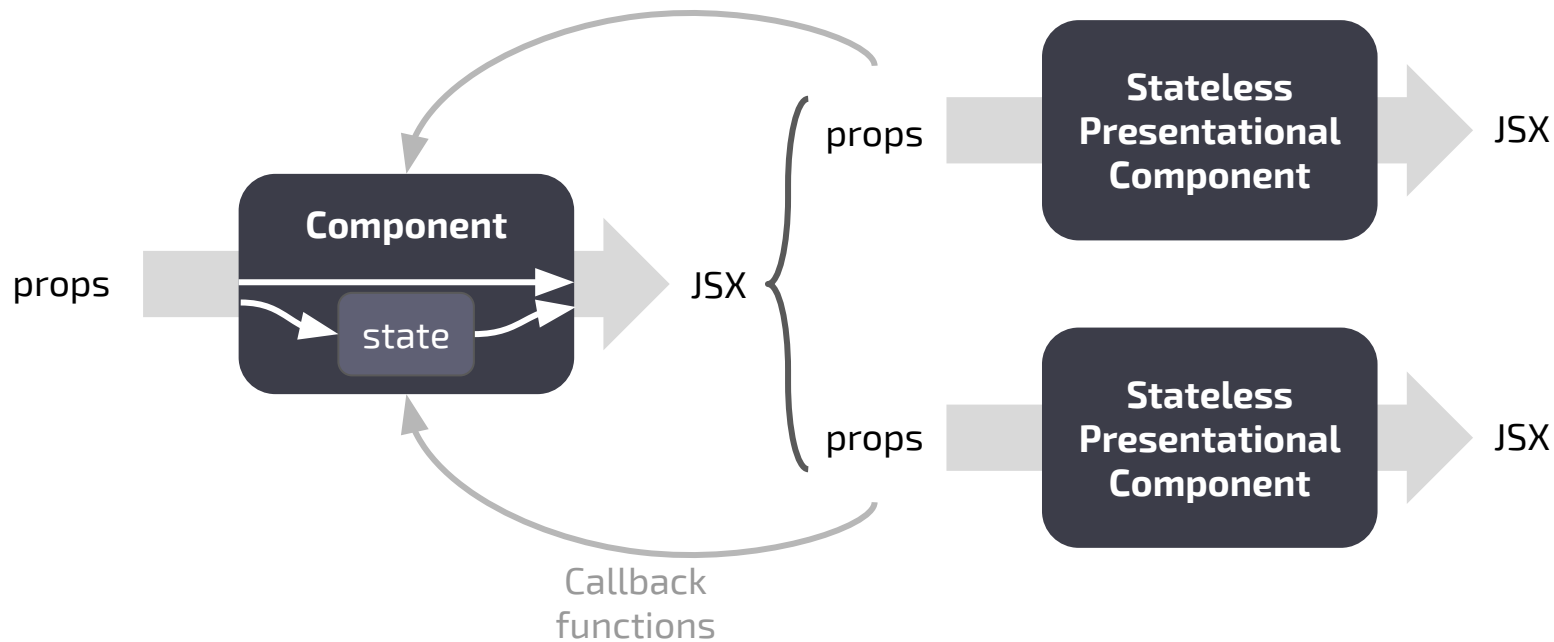 props
Component
state
JSX
props
Stateless
Presentational
Component
JSX
props
Stateless
Presentational
Component
JSX
Callback
functions